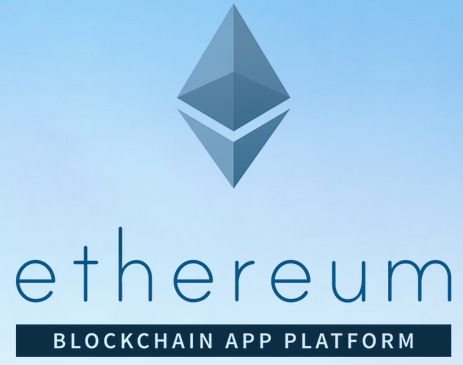 ethereum
BLOCKCHAIN APP PLATFORM